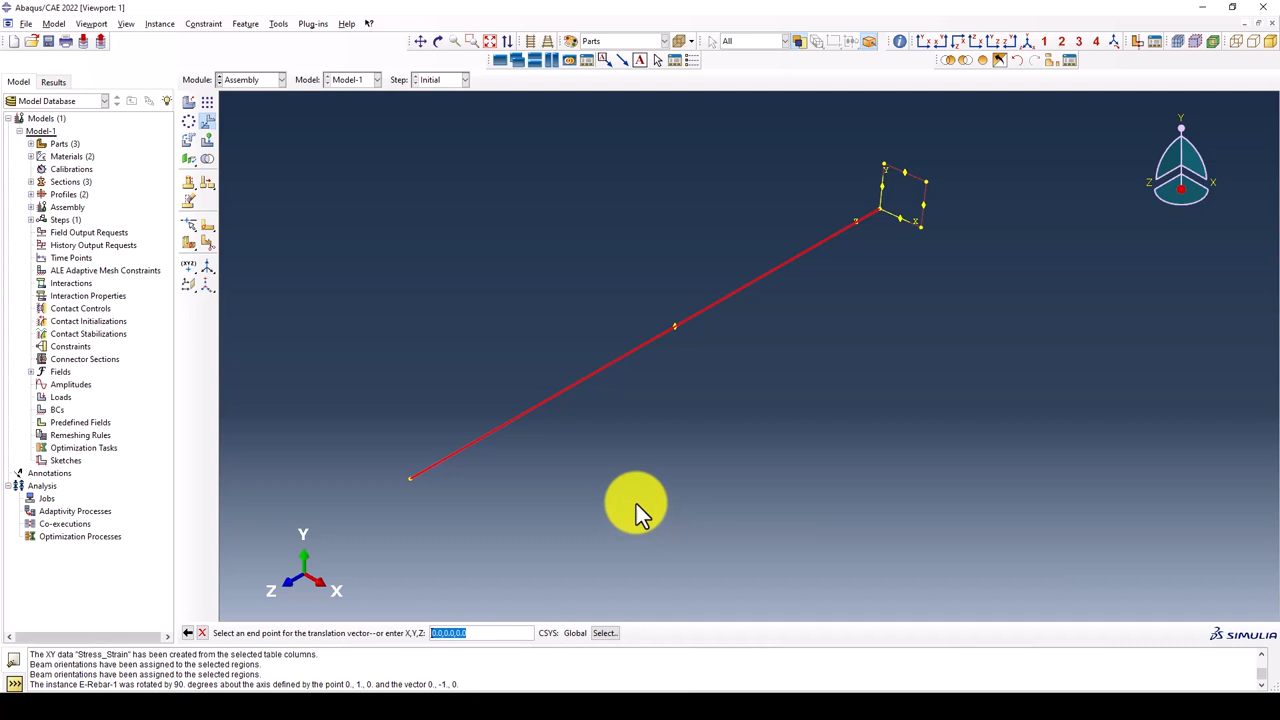 Abaqus/CAE 2022 [Viewport: 1]
File Model Viewport View Instance Constraint Feature Tools Plug-ins Help
Parts All 1 2 3 4
Model Results Module: Assembly Model: Model-1 Step: Initial
Model Database
Models (1)
Model-1
Parts (3)
Materials (2)
Calibrations
Sections (3)
Profiles (2)
Assembly
Steps (1)
Field Output Requests
History Output Requests
Time Points
ALE Adaptive Mesh Constraints
Interactions
Interaction Properties
Contact Controls
Contact Initializations
Contact Stabilizations
Constraints
Fields
Amplitudes
Loads
BCs
Predefined Fields
Remeshing Rules
Optimization Tasks
Sketches
Annotations
Analysis
Jobs
Adaptivity Processes
Co-executions
Optimization Processes
(XYZ)
Y
Z X
Y
Z X
Y
Z X
Select an end point for the translation vector--or enter X,Y,Z: 0.0,0.0,0.0 CSYS: Global Select...
SIMULIA
The XY data "Stress_Strain" has been created from the selected table columns.
Beam orientations have been assigned to the selected regions.
Beam orientations have been assigned to the selected regions.
The instance E-Rebar-1 was rotated by 90. degrees about the axis defined by the point 0., 1., 0. and the vector 0., -1., 0.